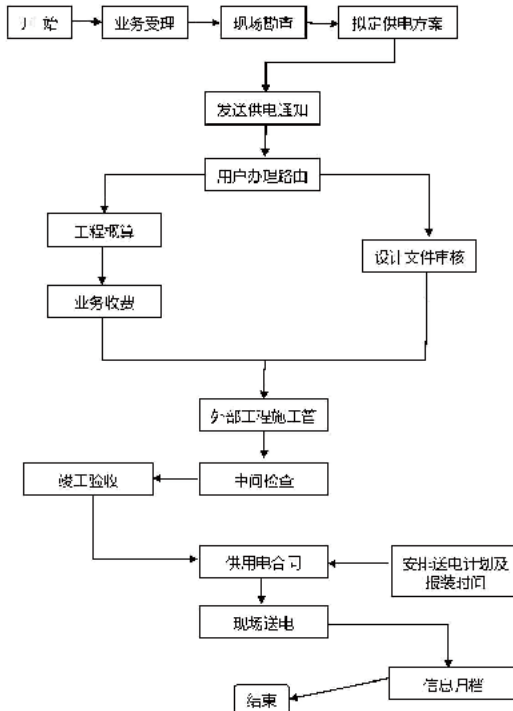 开 始
业务受理
现场勘查
拟定供电方案
发送供电通知
用户办理路由
工程概算
设计文件审核
业务收费
外部工程施工管
竣工验收
中间检查
供用电合同
安排送电计划及
报装时间
现场送电
信息归档
结束